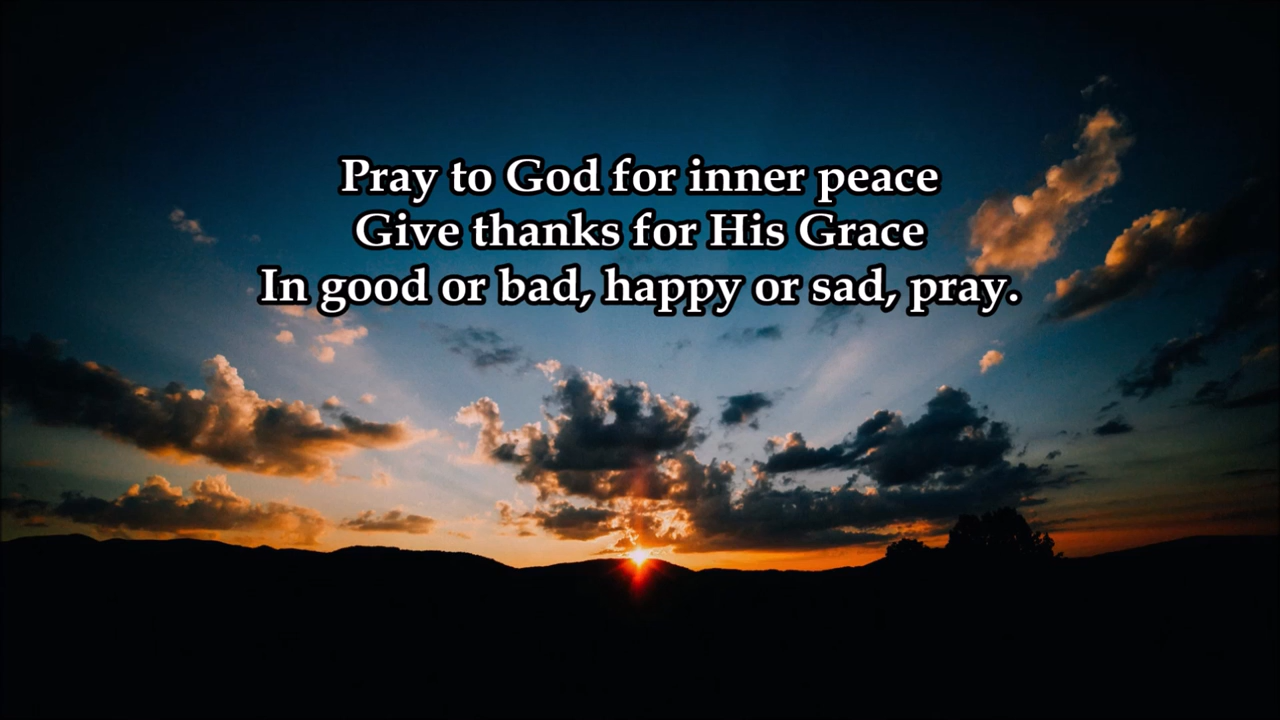 Pray to God for inner peace
Give thanks for His Grace
In good or bad, happy or sad, pray.